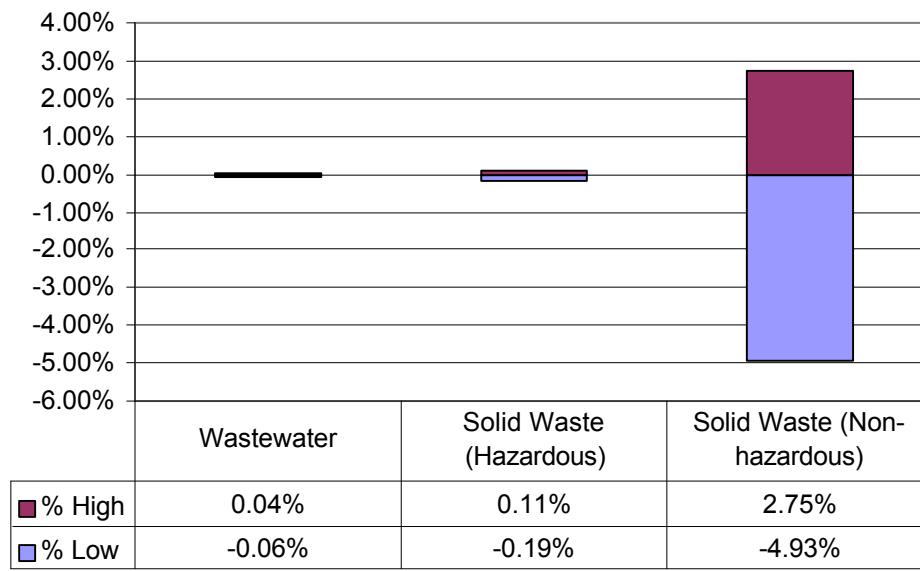 4.00%
3.00%
2.00%
1.00%
0.00%
-1.00%
-2.00%
-3.00%
-4.00%
-5.00%
-6.00%
Wastewater
Solid Waste
(Hazardous)
Solid Waste (Non-
hazardous)
% High 0.04% 0.11% 2.75%
% Low -0.06% -0.19% -4.93%